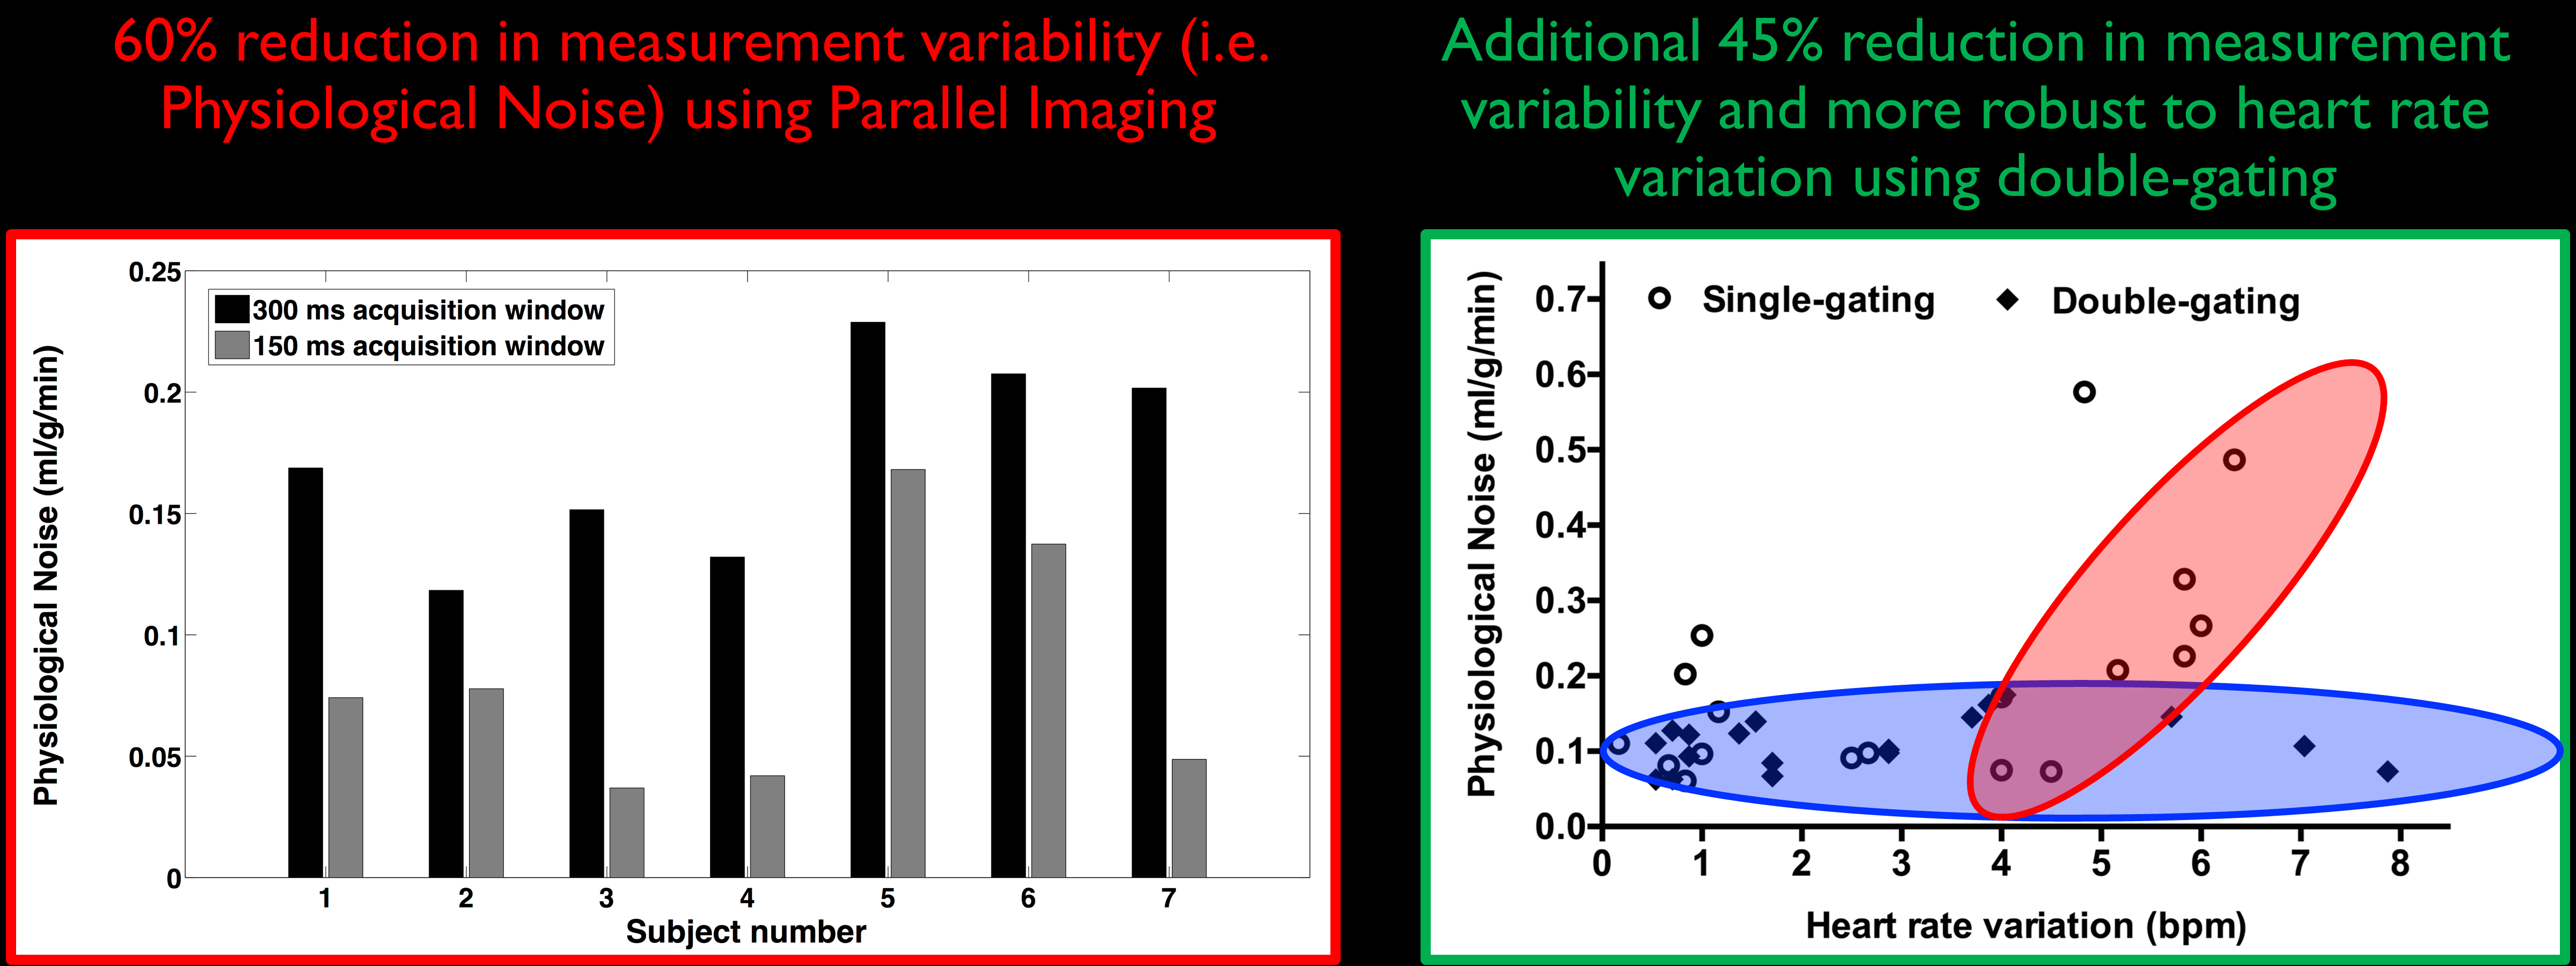 60% reduction in measurement variability (i.e.
Physiological Noise) using Parallel Imaging
Additional 45% reduction in measurement
variability and more robust to heart rate
variation using double-gating
0.25
0.2
0.15
0.1
0.05
0
300 ms acquisition window
150 ms acquisition window
Physiological Noise (ml/g/min)
1 2 3 4 5 6 7
Subject number
Single-gating Double-gating
Physiological Noise (ml/g/min)
0.7
0.6
0.5
0.4
0.3
0.2
0.1
0.0
0 1 2 3 4 5 6 7 8
Heart rate variation (bpm)